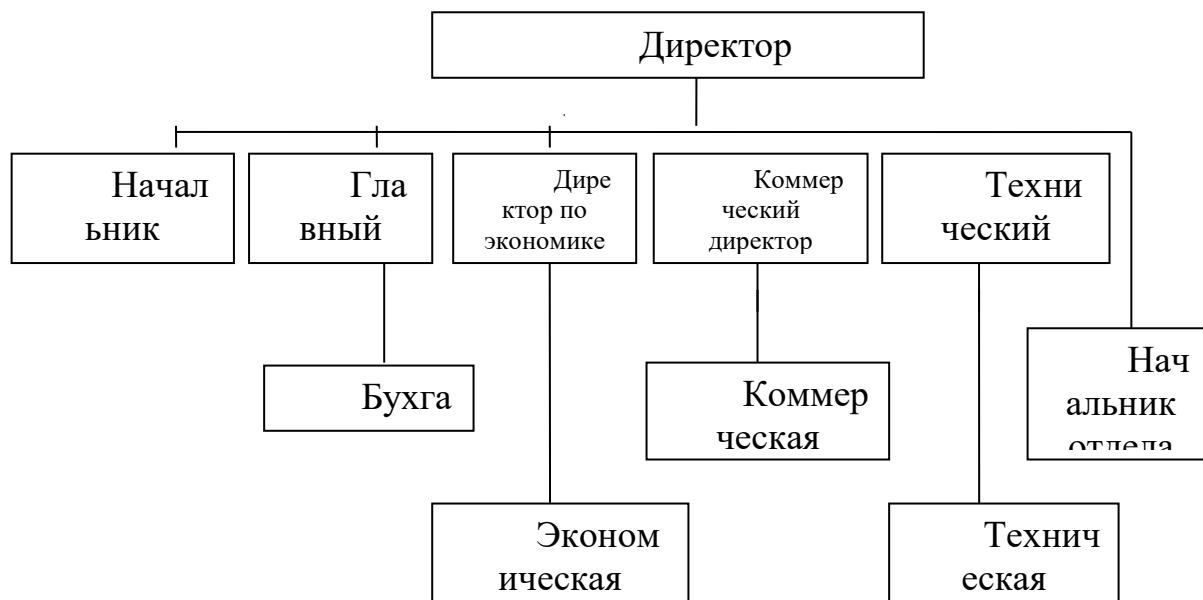 Директор
Начал
ьник
Гла
вный
Дире
ктор по
экономике
Коммер
ческий
директор
Техни
ческий
Бухга
Коммер
ческая
Нач
альник
отдела
Эконом
ическая
Технич
еская